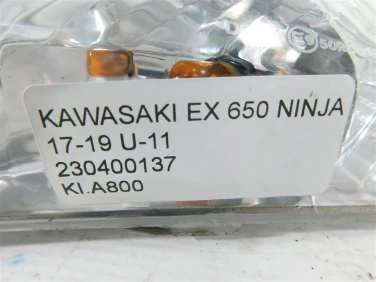 KAWASAKI EX 650 NINJA
17-19 U-11
230400137
KI.A800